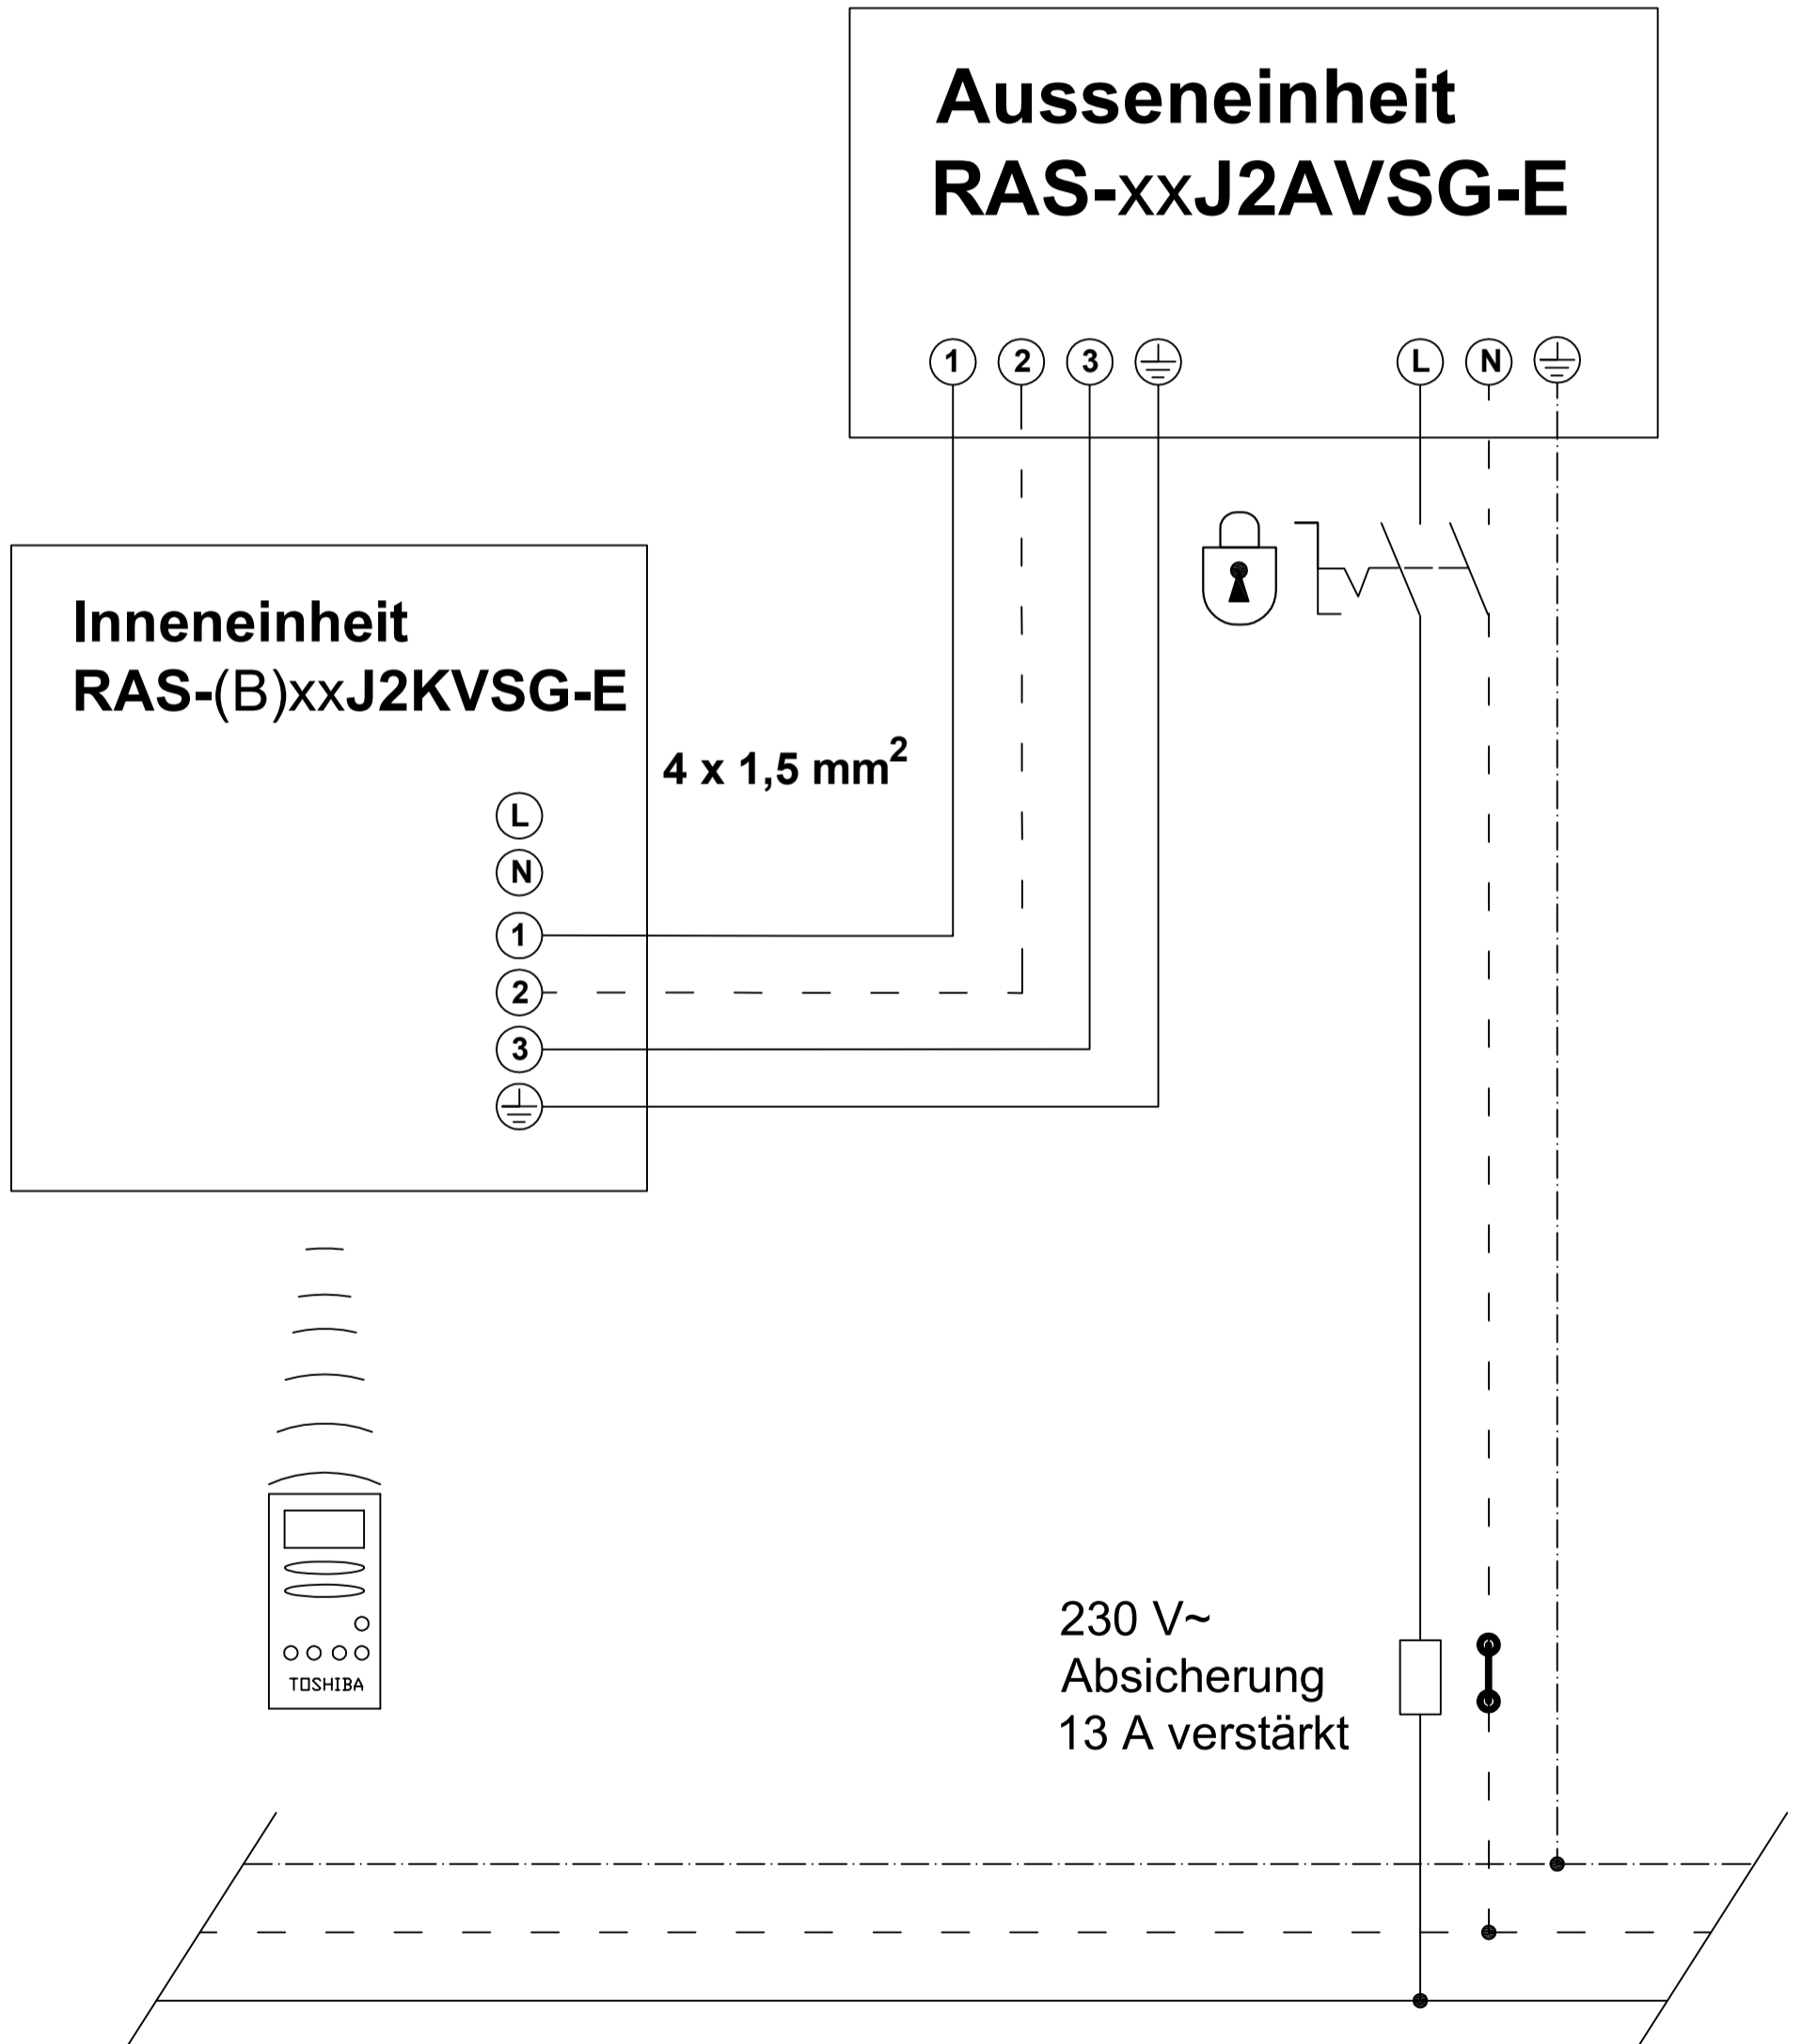 Ausseneinheit
RAS-xxJ2AVSG-E
1 2 3 L N
Inneneinheit
RAS-(B)xxJ2KVSG-E
4 x 1,5 mm²
L
N
1
2
3
TOSHIBA
230 V~
Absicherung
13 A verstärkt